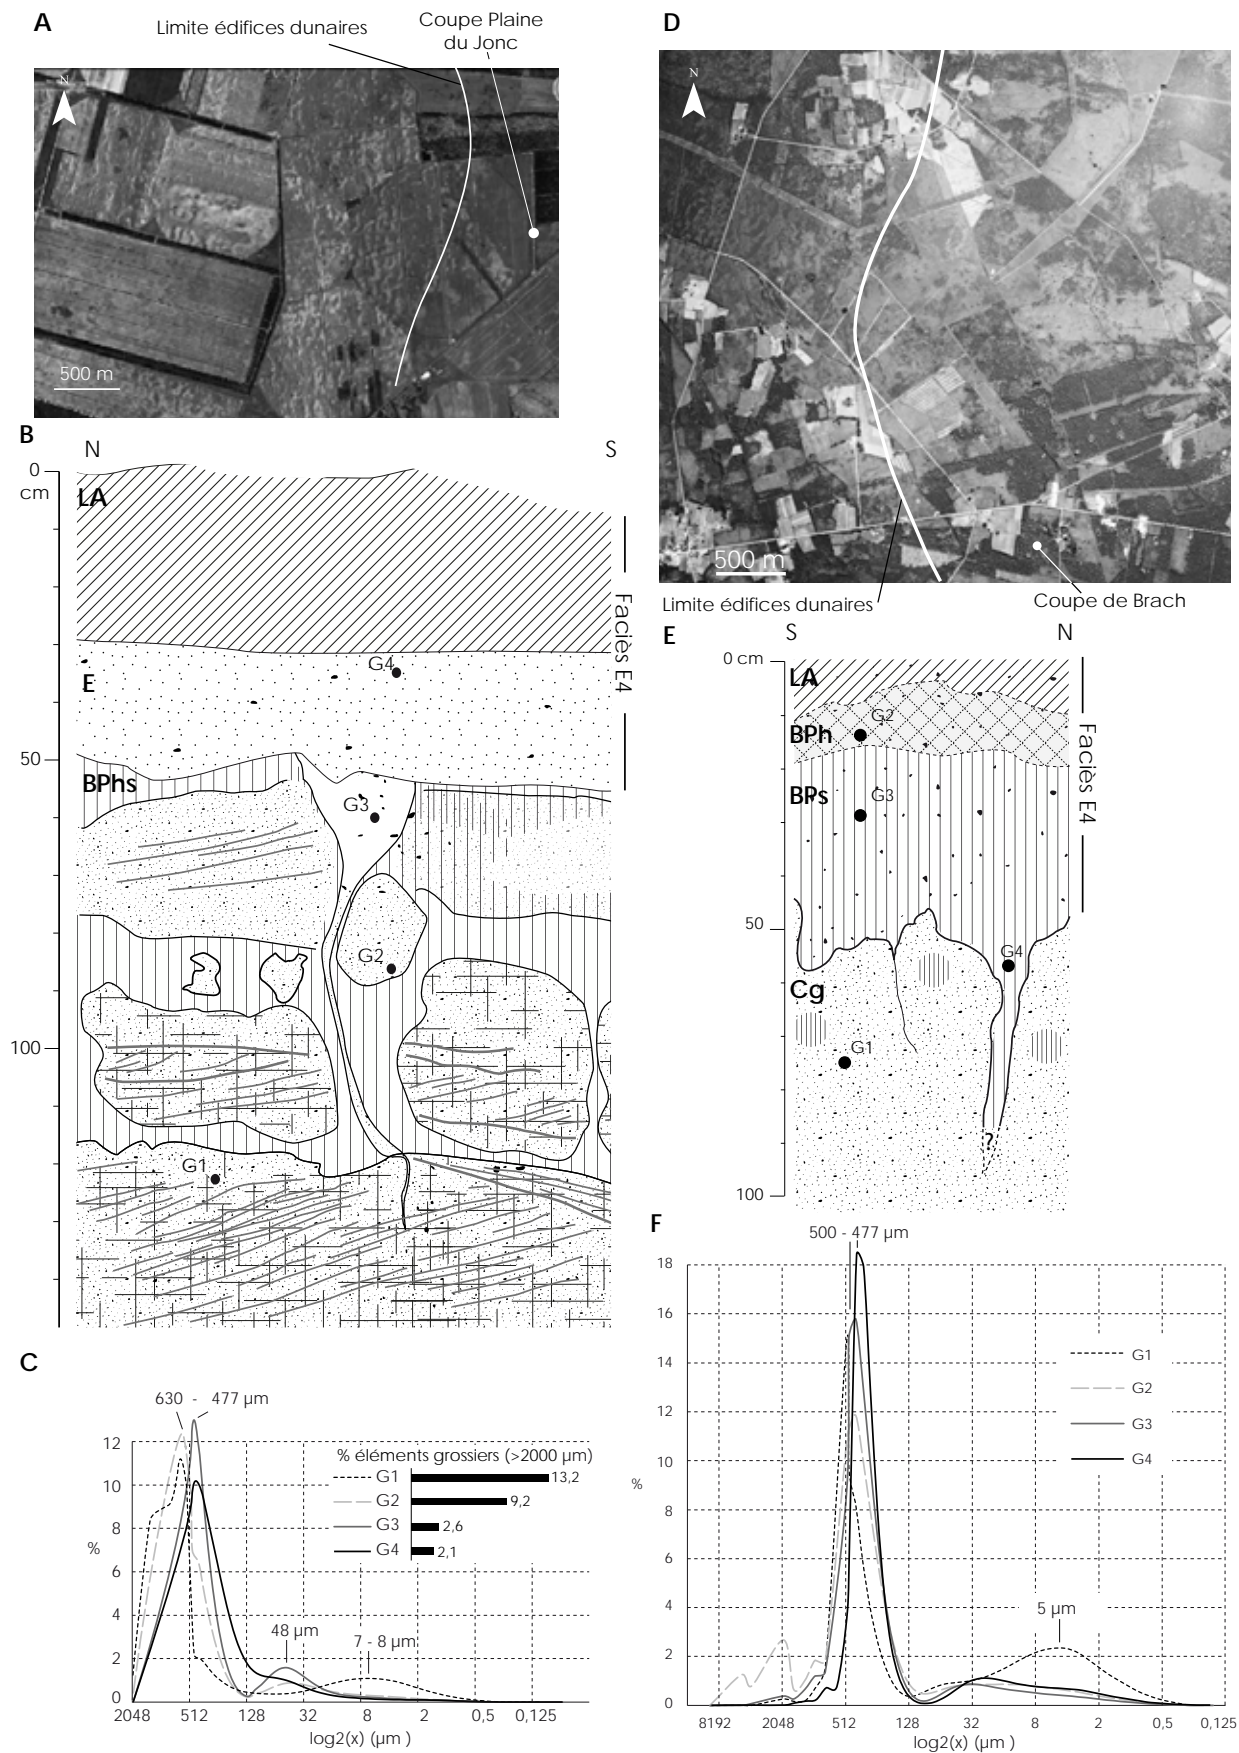 A
Limite édifices dunaires
Coupe Plaine
du Jonc
N
500 m
D
N
500 m
Limite édifices dunaires
Coupe de Brach
B
N
S
0
cm
50
100
LA
E
BPhs
G4
G3
G2
G1
Faciès E4
E
S
N
0 cm
50
100
LA
BPh
BPs
Cg
G2
G3
G4
G1
?
Faciès E4
C
630 - 477 µm
12
10
8
6
4
2
0
%
% éléments grossiers (>2000 µm)
G1 13,2
G2 9,2
G3 2,6
G4 2,1
48 µm
7 - 8 µm
2048 512 128 32 8 2 0,5 0,125
log2(x) (µm )
F
500 - 477 µm
18
16
14
12
10
8
6
4
2
0
%
G1
G2
G3
G4
5 µm
8192 2048 512 128 32 8 2 0,5 0,125
log2(x) (µm )